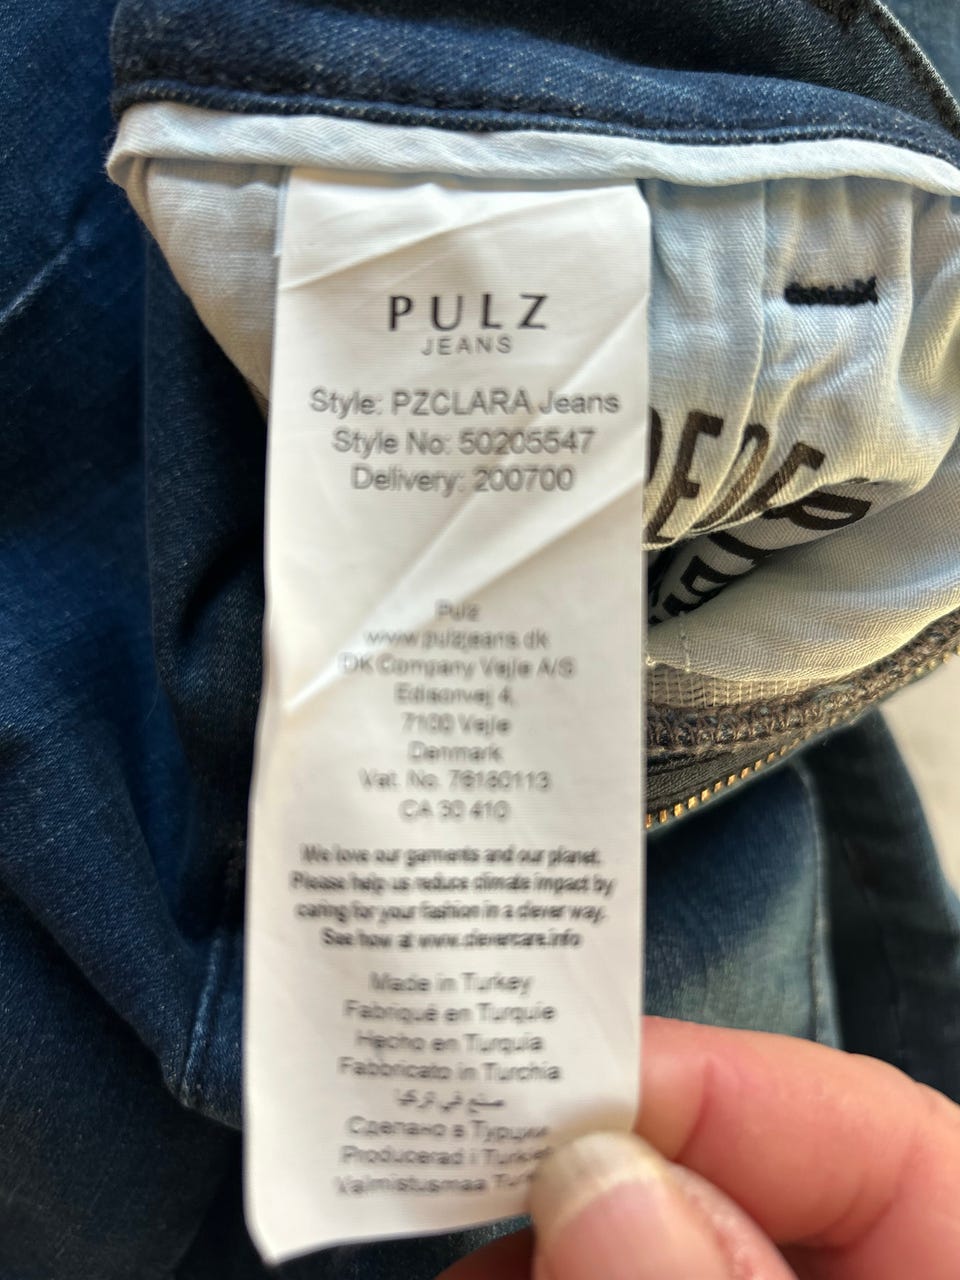 PULZ
JEANS
Style: PZCLARA Jeans
Style No: 50205547
Delivery: 200700
Pulz
www.pulzjeans.dk
DK Company Vejle A/S
Edisonvej 4,
7100 Vejle
Denmark
Vat. No. 76180113
CA 30 410
We love our garments and our planet.
Please help us reduce climate impact by
caring for your fashion in a clever way.
See how at www.clevercare.info
Made in Turkey
Fabriqué en Turquie
Hecho en Turquia
Fabbricato in Turchia
صنع في تركيا
Сделано в Турции
Producerad i
Valmistusmaa